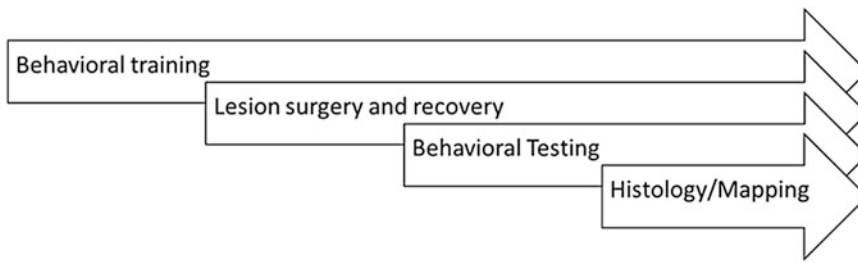 Behavioral training
Lesion surgery and recovery
Behavioral Testing
Histology/Mapping